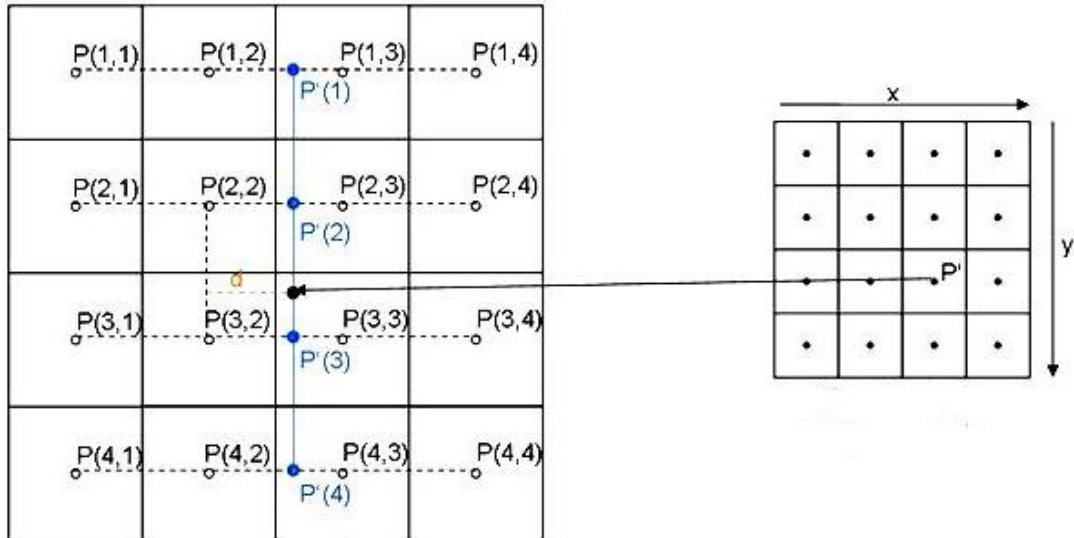 P(1,1) P(1,2) P(1,3) P(1,4)
P'(1)
P(2,1) P(2,2) P(2,3) P(2,4)
P'(2)
d
P(3,1) P(3,2) P(3,3) P(3,4)
P'(3)
P(4,1) P(4,2) P(4,3) P(4,4)
P'(4)
x
y
P'